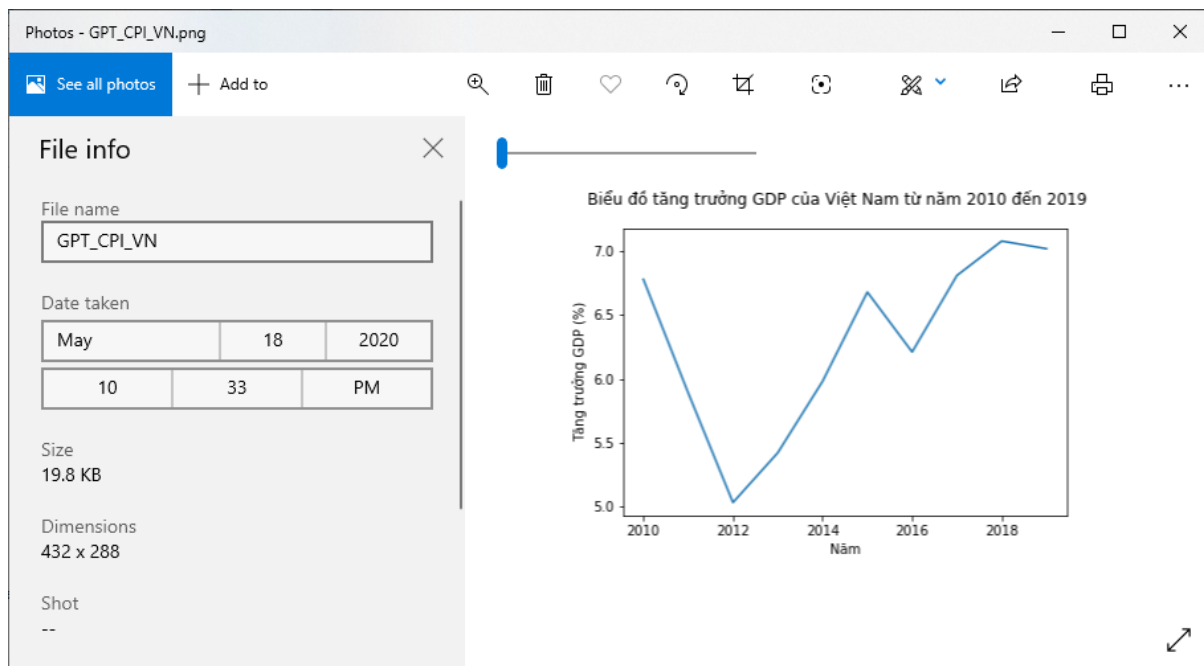 Photos - GPT_CPI_VN.png
See all photos
Add to
File info
File name
GPT_CPI_VN
Date taken
May 18 2020
10 33 PM
Size
19.8 KB
Dimensions
432 x 288
Shot
--
Biểu đồ tăng trưởng GDP của Việt Nam từ năm 2010 đến 2019
Tăng trưởng GDP (%)
7.0
6.5
6.0
5.5
5.0
2010 2012 2014 2016 2018
Năm